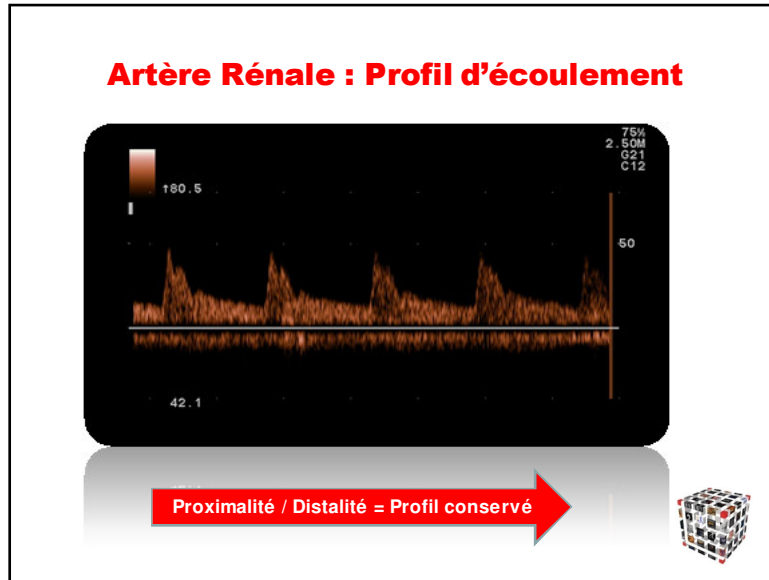 Artère Rénale : Profil d’écoulement
75%
2.50M
G21
C12
↑80.5
50
42.1
Proximalité / Distalité = Profil conservé